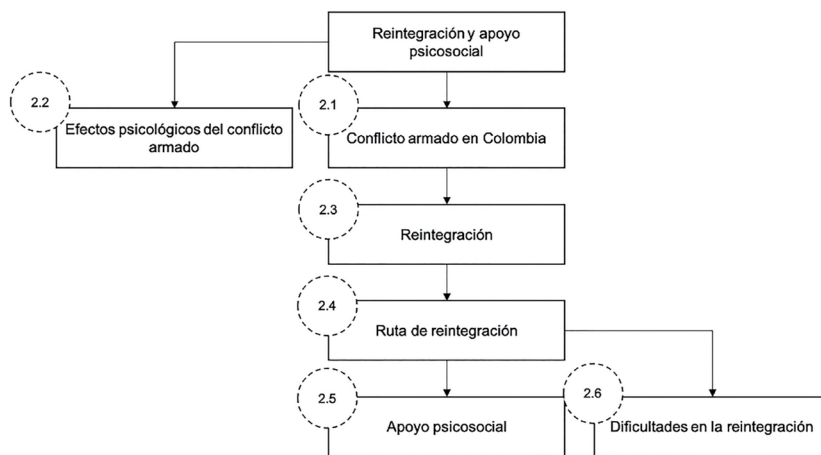 Reintegración y apoyo
psicosocial
2.2
Efectos psicológicos del conflicto
armado
2.1
Conflicto armado en Colombia
2.3
Reintegración
2.4
Ruta de reintegración
2.5
Apoyo psicosocial
2.6
Dificultades en la reintegración